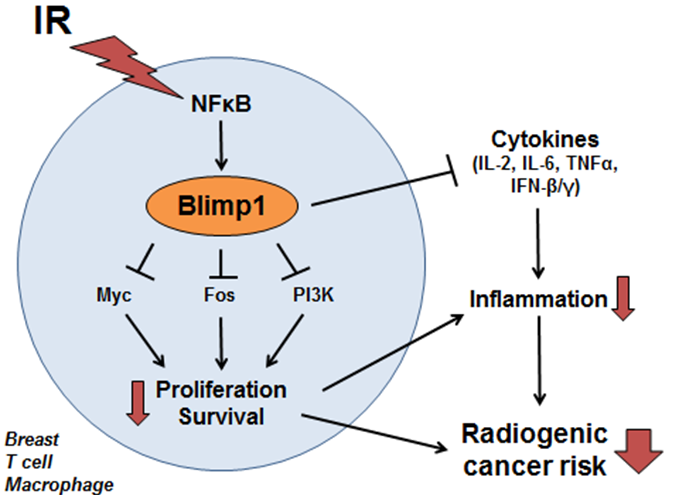 IR
NFκB
Blimp1
Cytokines
(IL-2, IL-6, TNFα,
IFN-β/γ)
Myc
Fos
PI3K
Inflammation
Proliferation
Survival
Radiogenic
cancer risk
Breast
T cell
Macrophage